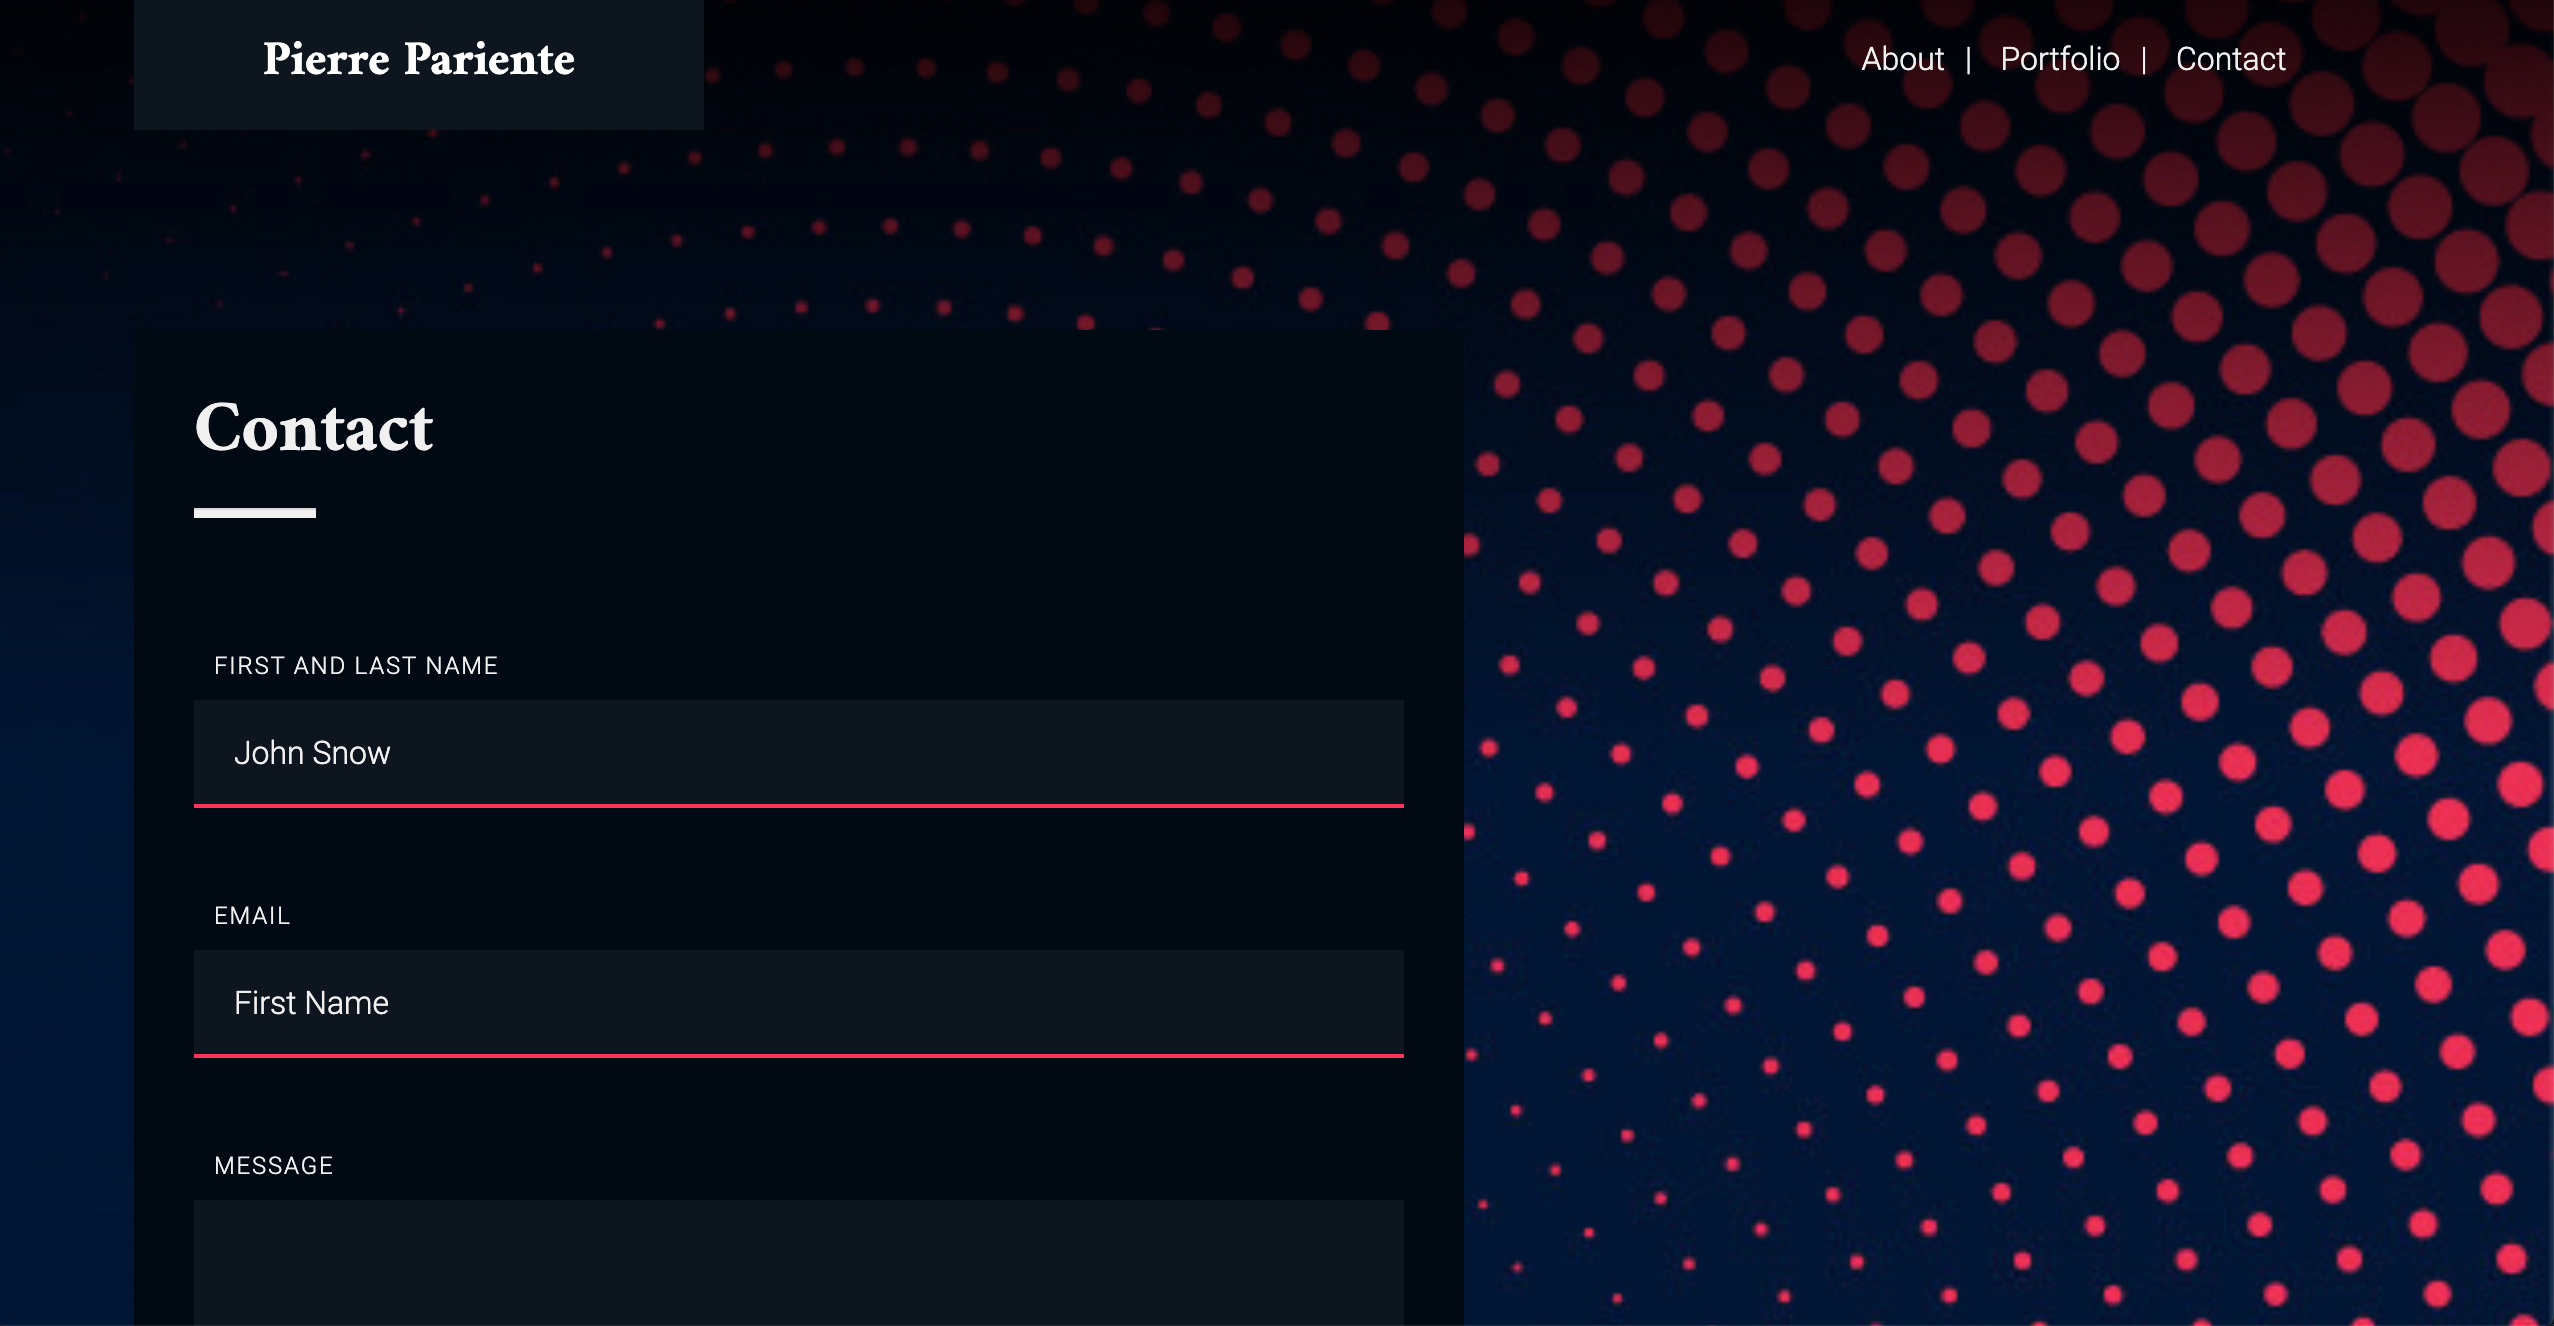 Pierre Pariente
About | Portfolio | Contact
Contact
FIRST AND LAST NAME
John Snow
EMAIL
First Name
MESSAGE